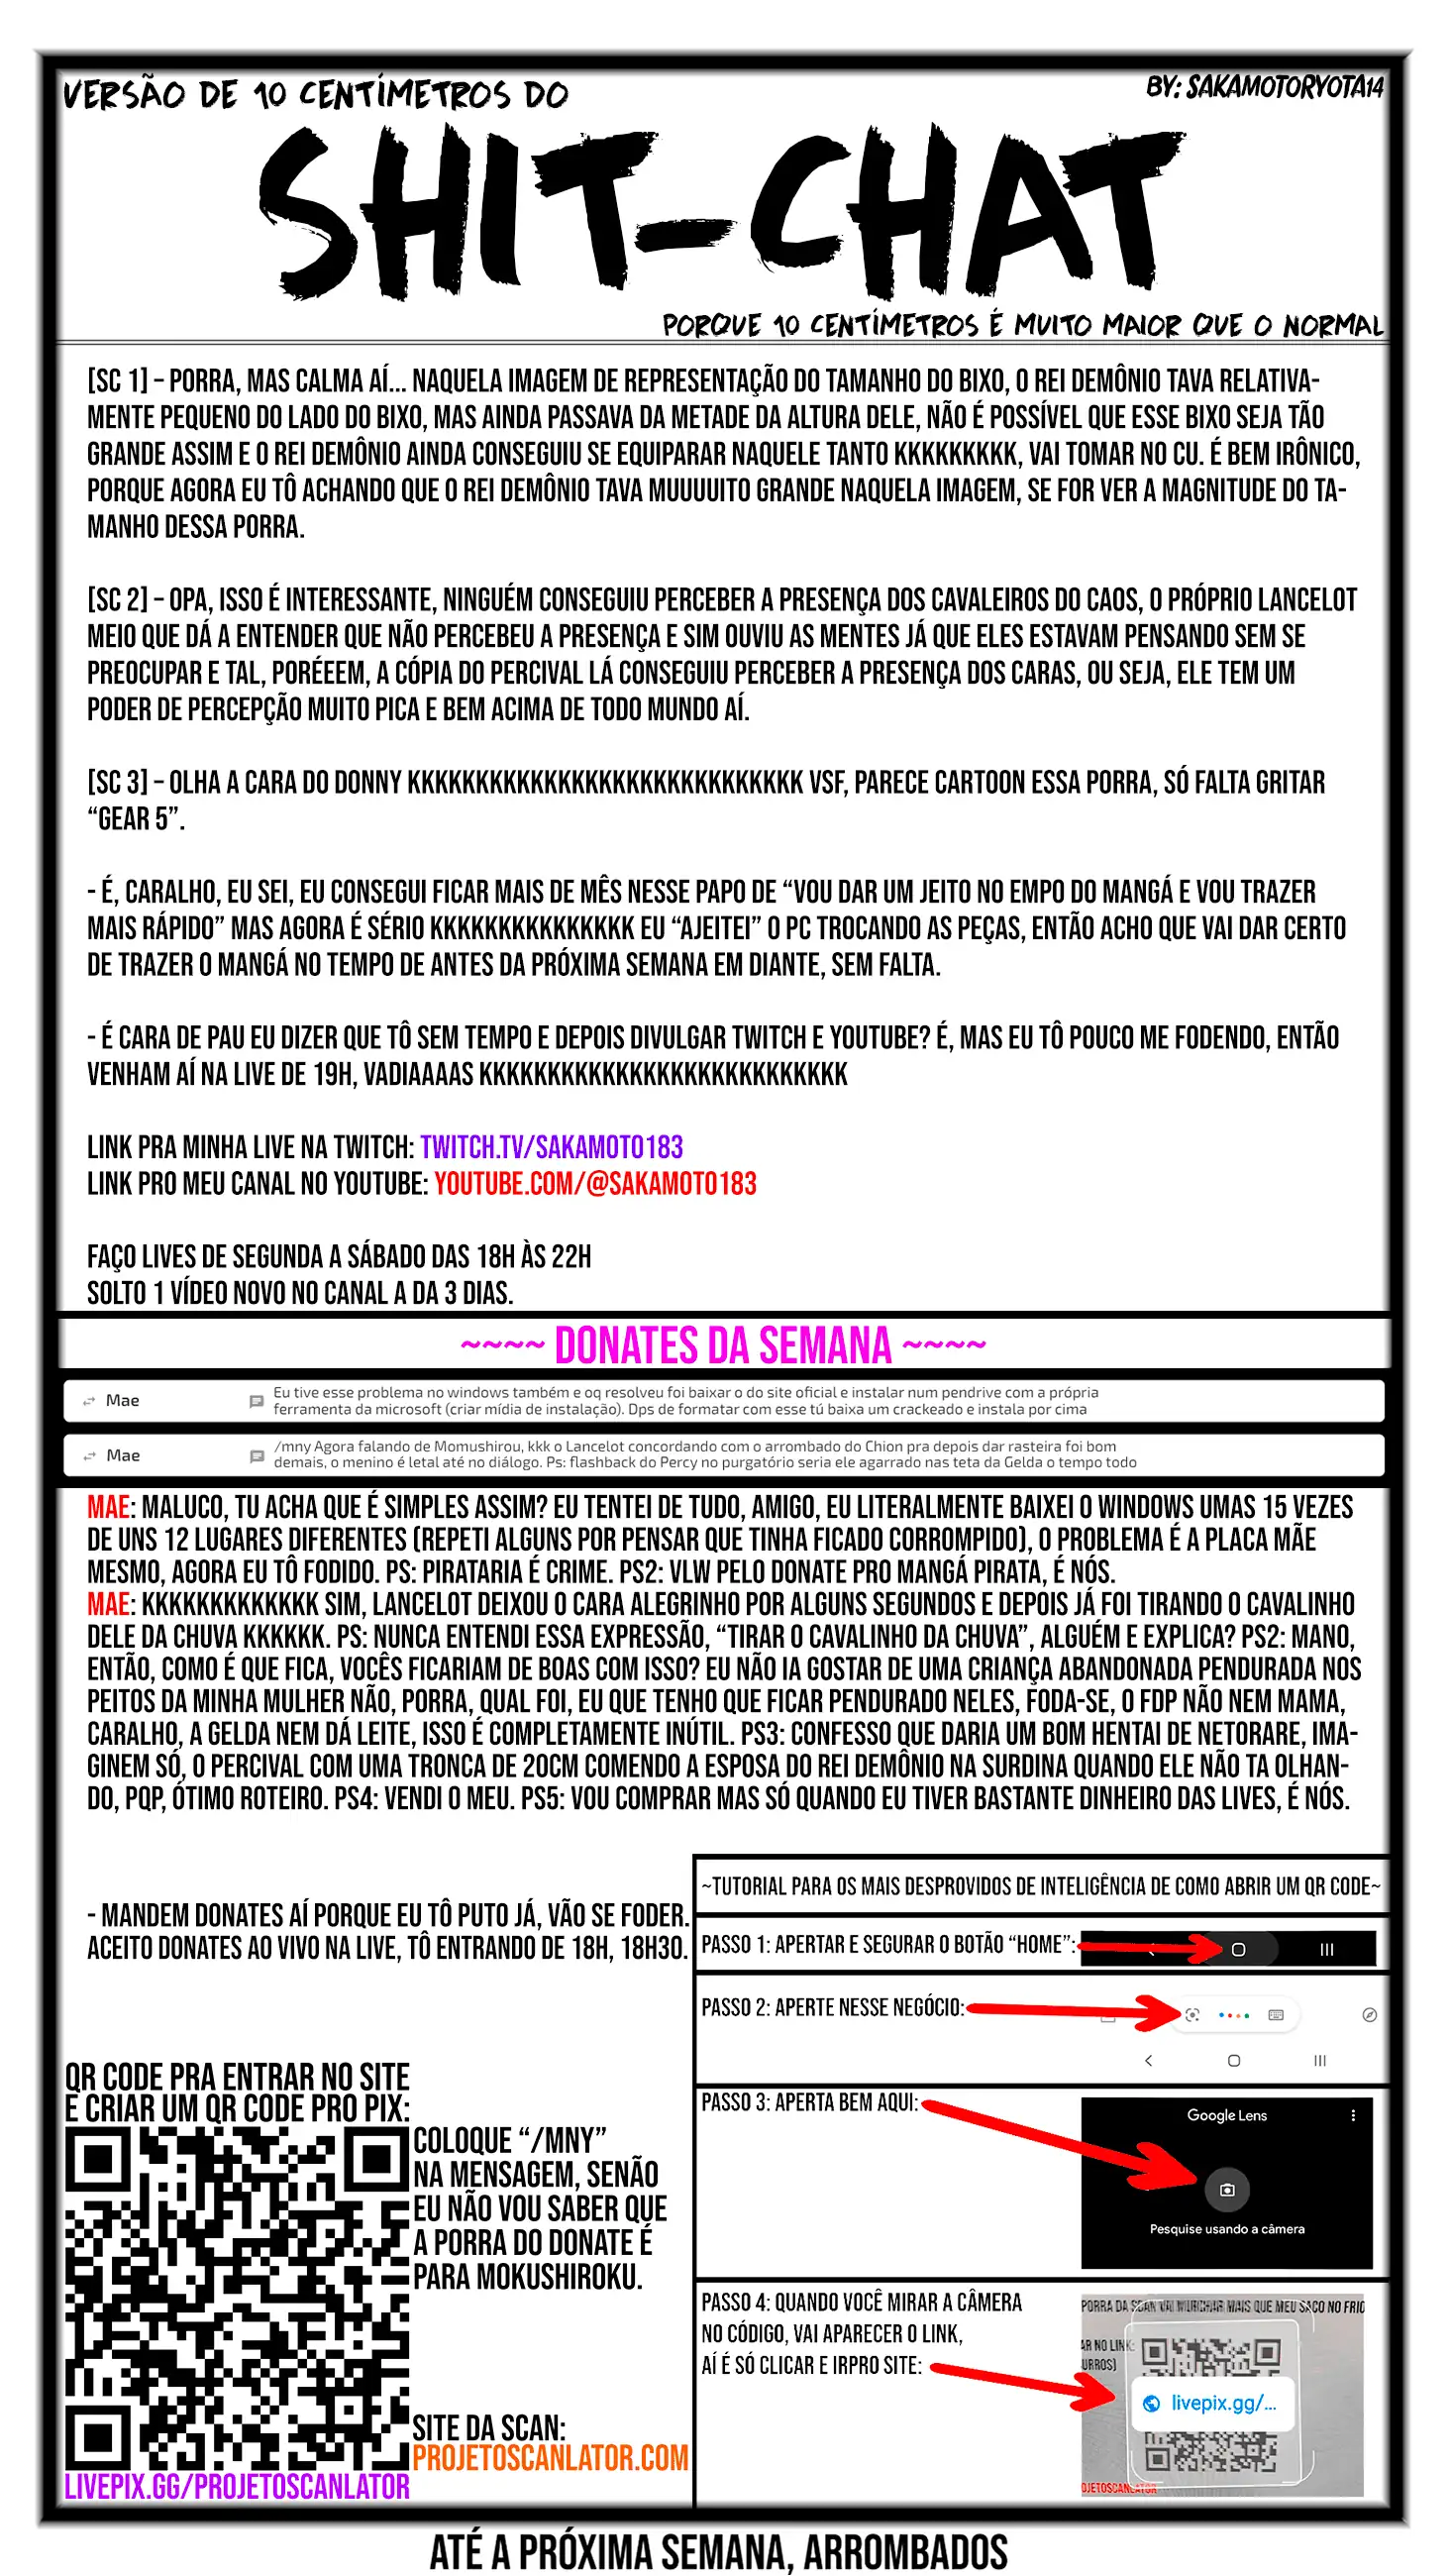 VERSÃO DE 10 CENTÍMETROS DO
BY: SAKAMOTORYOTA14
SHIT-CHAT
PORQUE 10 CENTÍMETROS É MUITO MAIOR QUE O NORMAL
[SC 1] – PORRA, MAS CALMA AÍ... NAQUELA IMAGEM DE REPRESENTAÇÃO DO TAMANHO DO BIXO, O REI DEMÔNIO TAVA RELATIVA-
MENTE PEQUENO DO LADO DO BIXO, MAS AINDA PASSAVA DA METADE DA ALTURA DELE, NÃO É POSSÍVEL QUE ESSE BIXO SEJA TÃO
GRANDE ASSIM E O REI DEMÔNIO AINDA CONSEGUIU SE EQUIPARAR NAQUELE TANTO KKKKKKKKK, VAI TOMAR NO CU. É BEM IRÔNICO,
PORQUE AGORA EU TÔ ACHANDO QUE O REI DEMÔNIO TAVA MUUUUITO GRANDE NAQUELA IMAGEM, SE FOR VER A MAGNITUDE DO TA-
MANHO DESSA PORRA.
[SC 2] – OPA, ISSO É INTERESSANTE, NINGUÉM CONSEGUIU PERCEBER A PRESENÇA DOS CAVALEIROS DO CAOS, O PRÓPRIO LANCELOT
MEIO QUE DÁ A ENTENDER QUE NÃO PERCEBEU A PRESENÇA E SIM OUVIU AS MENTES JÁ QUE ELES ESTAVAM PENSANDO SEM SE
PREOCUPAR E TAL, PORÉEEM, A CÓPIA DO PERCIVAL LÁ CONSEGUIU PERCEBER A PRESENÇA DOS CARAS, OU SEJA, ELE TEM UM
PODER DE PERCEPÇÃO MUITO PICA E BEM ACIMA DE TODO MUNDO AÍ.
[SC 3] – OLHA A CARA DO DONNY KKKKKKKKKKKKKKKKKKKKKKKKKKKKK VSF, PARECE CARTOON ESSA PORRA, SÓ FALTA GRITAR
“GEAR 5”.
- É, CARALHO, EU SEI, EU CONSEGUI FICAR MAIS DE MÊS NESSE PAPO DE “VOU DAR UM JEITO NO EMPO DO MANGÁ E VOU TRAZER
MAIS RÁPIDO” MAS AGORA É SÉRIO KKKKKKKKKKKKKKK EU “AJEITEI” O PC TROCANDO AS PEÇAS, ENTÃO ACHO QUE VAI DAR CERTO
DE TRAZER O MANGÁ NO TEMPO DE ANTES DA PRÓXIMA SEMANA EM DIANTE, SEM FALTA.
- É CARA DE PAU EU DIZER QUE TÔ SEM TEMPO E DEPOIS DIVULGAR TWITCH E YOUTUBE? É, MAS EU TÔ POUCO ME FODENDO, ENTÃO
VENHAM AÍ NA LIVE DE 19H, VADIAAAAS KKKKKKKKKKKKKKKKKKKKKKKKKKK
LINK PRA MINHA LIVE NA TWITCH: TWITCH.TV/SAKAMOTO183
LINK PRO MEU CANAL NO YOUTUBE: YOUTUBE.COM/@SAKAMOTO183
FAÇO LIVES DE SEGUNDA A SÁBADO DAS 18H ÀS 22H
SOLTO 1 VÍDEO NOVO NO CANAL A DA 3 DIAS.
~~~~ DONATES DA SEMANA ~~~~
Mae Eu tive esse problema no windows também e oq resolveu foi baixar o do site oficial e instalar num pendrive com a própria
ferramenta da microsoft (criar mídia de instalação). Dps de formatar com esse tú baixa um crackeado e instala por cima
Mae /mny Agora falando de Momushirou, kkk o Lancelot concordando com o arrombado do Chion pra depois dar rasteira foi bom
demais, o menino é letal até no diálogo. Ps: flashback do Percy no purgatório seria ele agarrado nas teta da Gelda o tempo todo
MAE: MALUCO, TU ACHA QUE É SIMPLES ASSIM? EU TENTEI DE TUDO, AMIGO, EU LITERALMENTE BAIXEI O WINDOWS UMAS 15 VEZES
DE UNS 12 LUGARES DIFERENTES (REPETI ALGUNS POR PENSAR QUE TINHA FICADO CORROMPIDO), O PROBLEMA É A PLACA MÃE
MESMO, AGORA EU TÔ FODIDO. PS: PIRATARIA É CRIME. PS2: VLW PELO DONATE PRO MANGÁ PIRATA, É NÓS.
MAE: KKKKKKKKKKKKK SIM, LANCELOT DEIXOU O CARA ALEGRINHO POR ALGUNS SEGUNDOS E DEPOIS JÁ FOI TIRANDO O CAVALINHO
DELE DA CHUVA KKKKKK. PS: NUNCA ENTENDI ESSA EXPRESSÃO, “TIRAR O CAVALINHO DA CHUVA”, ALGUÉM E EXPLICA? PS2: MANO,
ENTÃO, COMO É QUE FICA, VOCÊS FICARIAM DE BOAS COM ISSO? EU NÃO IA GOSTAR DE UMA CRIANÇA ABANDONADA PENDURADA NOS
PEITOS DA MINHA MULHER NÃO, PORRA, QUAL FOI, EU QUE TENHO QUE FICAR PENDURADO NELES, FODA-SE, O FDP NÃO NEM MAMA,
CARALHO, A GELDA NEM DÁ LEITE, ISSO É COMPLETAMENTE INÚTIL. PS3: CONFESSO QUE DARIA UM BOM HENTAI DE NETORARE, IMA-
GINEM SÓ, O PERCIVAL COM UMA TRONCA DE 20CM COMENDO A ESPOSA DO REI DEMÔNIO NA SURDINA QUANDO ELE NÃO TA OLHAN-
DO, PQP, ÓTIMO ROTEIRO. PS4: VENDI O MEU. PS5: VOU COMPRAR MAS SÓ QUANDO EU TIVER BASTANTE DINHEIRO DAS LIVES, É NÓS.
- MANDEM DONATES AÍ PORQUE EU TÔ PUTO JÁ, VÃO SE FODER.
ACEITO DONATES AO VIVO NA LIVE, TÔ ENTRANDO DE 18H, 18H30.
QR CODE PRA ENTRAR NO SITE
E CRIAR UM QR CODE PRO PIX:
COLOQUE “/MNY”
NA MENSAGEM, SENÃO
EU NÃO VOU SABER QUE
A PORRA DO DONATE É
PARA MOKUSHIROKU.
SITE DA SCAN:
PROJETOSCANLATOR.COM
LIVEPIX.GG/PROJETOSCANLATOR
~TUTORIAL PARA OS MAIS DESPROVIDOS DE INTELIGÊNCIA DE COMO ABRIR UM QR CODE~
PASSO 1: APERTAR E SEGURAR O BOTÃO “HOME”:
PASSO 2: APERTE NESSE NEGÓCIO:
PASSO 3: APERTA BEM AQUI:
Google Lens
Pesquise usando a câmera
PASSO 4: QUANDO VOCÊ MIRAR A CÂMERA
NO CÓDIGO, VAI APARECER O LINK,
AÍ É SÓ CLICAR E IRPRO SITE:
PORRA DA SCAN VAI MURCHAR MAIS QUE MEU SACO NO FRIO
AR NO LINK:
URROS)
livepix.gg/...
OJETOSCANLATOR
ATÉ A PRÓXIMA SEMANA, ARROMBADOS